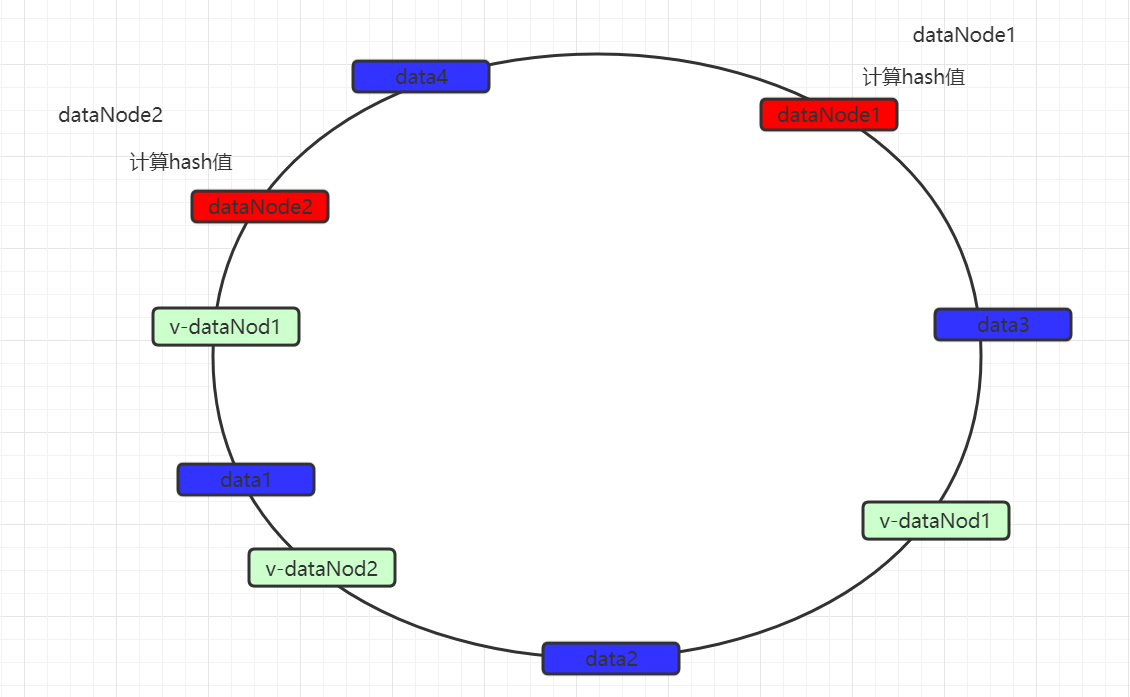 dataNode1
data4
计算hash值
dataNode2
dataNode1
计算hash值
dataNode2
v-dataNod1
data3
data1
v-dataNod1
v-dataNod2
data2